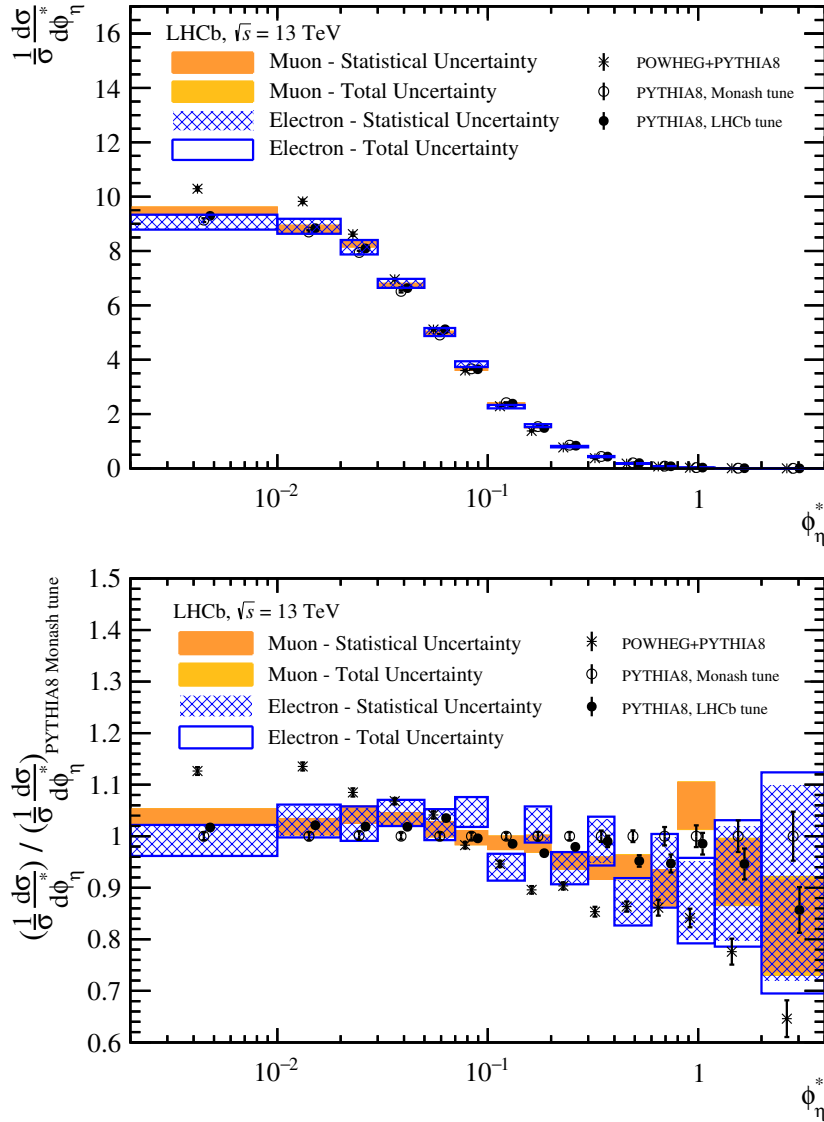 1/σ dσ/dϕ*η
LHCb, √s = 13 TeV
Muon - Statistical Uncertainty
Muon - Total Uncertainty
Electron - Statistical Uncertainty
Electron - Total Uncertainty
POWHEG+PYTHIA8
PYTHIA8, Monash tune
PYTHIA8, LHCb tune
16
14
12
10
8
6
4
2
0
10⁻² 10⁻¹ 1
ϕ*η
(1/σ dσ/dϕ*η) / (1/σ dσ/dϕ*η)PYTHIA8 Monash tune
LHCb, √s = 13 TeV
Muon - Statistical Uncertainty
Muon - Total Uncertainty
Electron - Statistical Uncertainty
Electron - Total Uncertainty
POWHEG+PYTHIA8
PYTHIA8, Monash tune
PYTHIA8, LHCb tune
1.5
1.4
1.3
1.2
1.1
1
0.9
0.8
0.7
0.6
10⁻² 10⁻¹ 1
ϕ*η